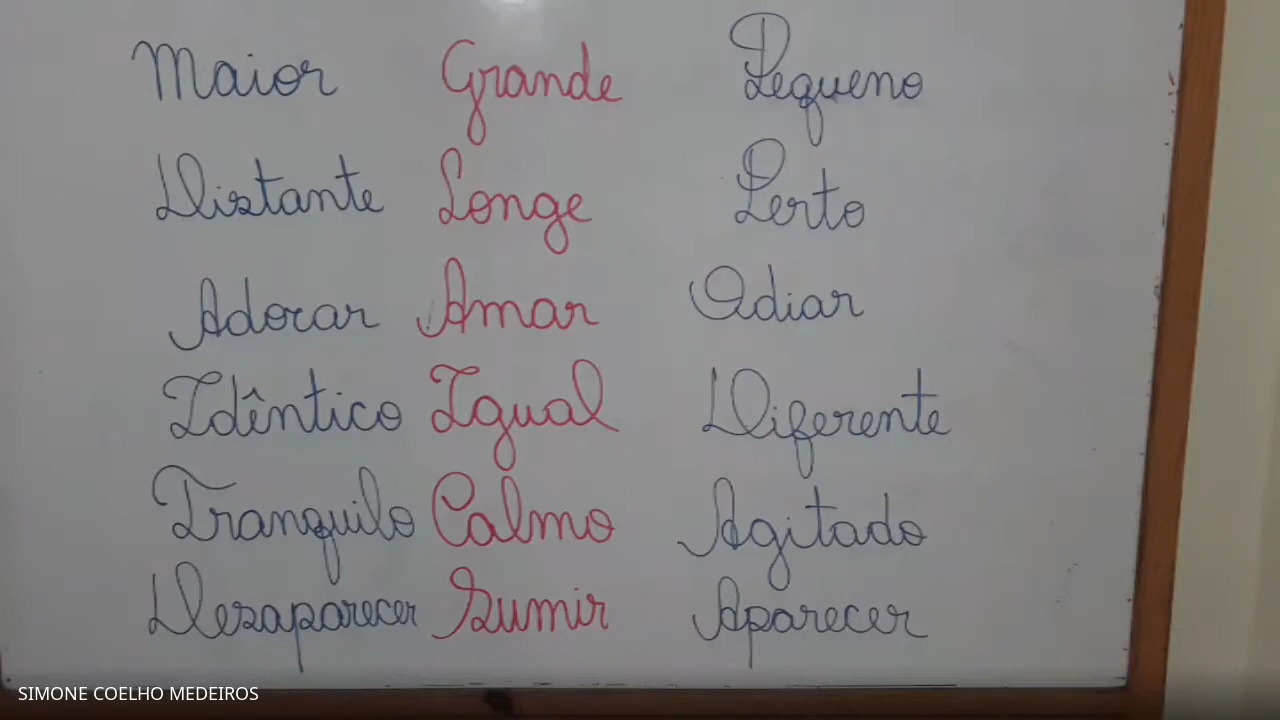 Maior Grande Pequeno
Distante Longe Perto
Adorar Amar Odiar
Idêntico Igual Diferente
Tranquilo Calmo Agitado
Desaparecer Sumir Aparecer
SIMONE COELHO MEDEIROS